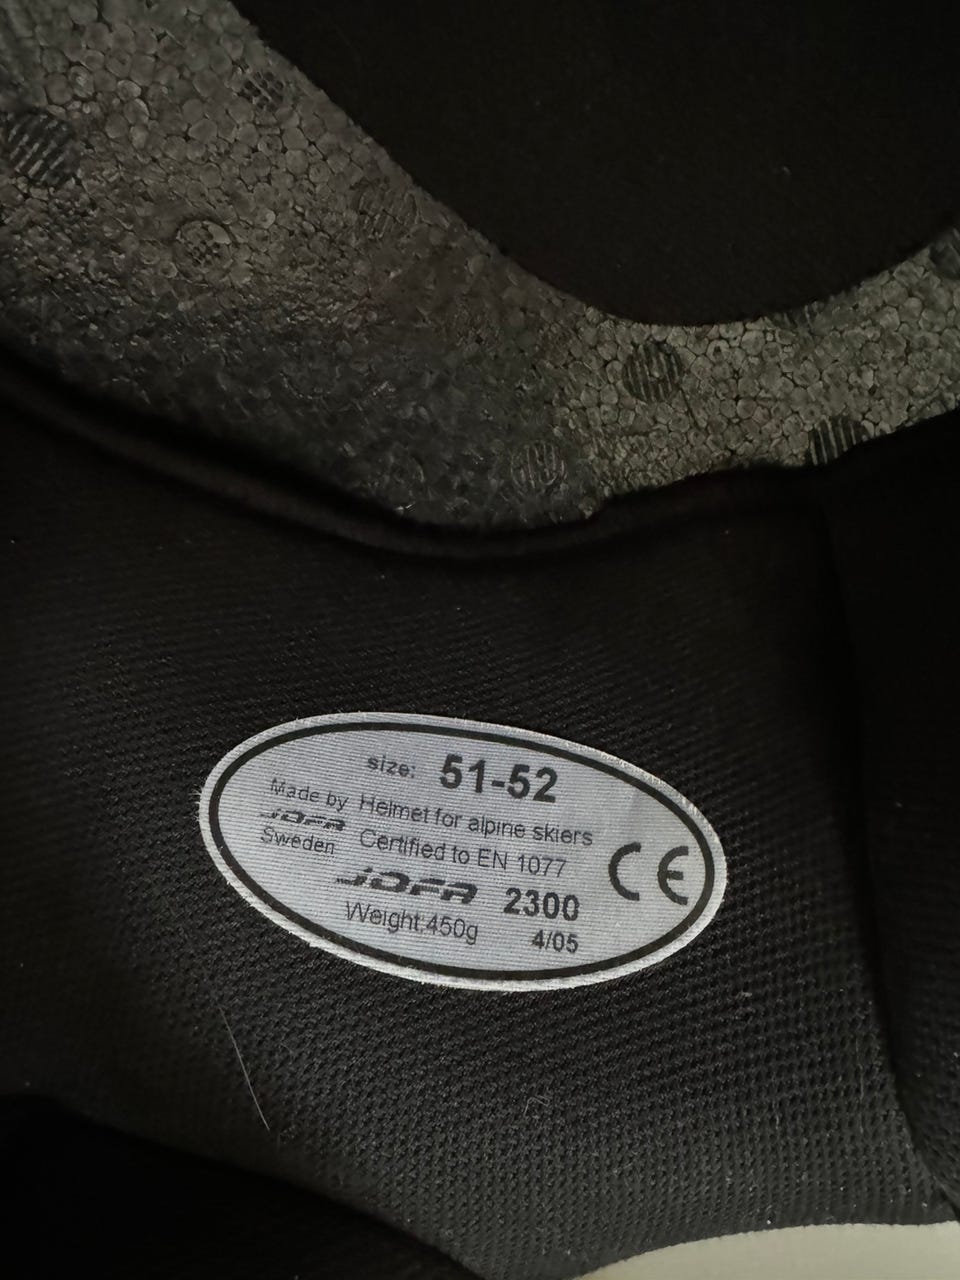 size: 51-52
Made by
JOFA
Sweden
Helmet for alpine skiers
Certified to EN 1077
JOFA 2300
Weight:450g 4/05
CE